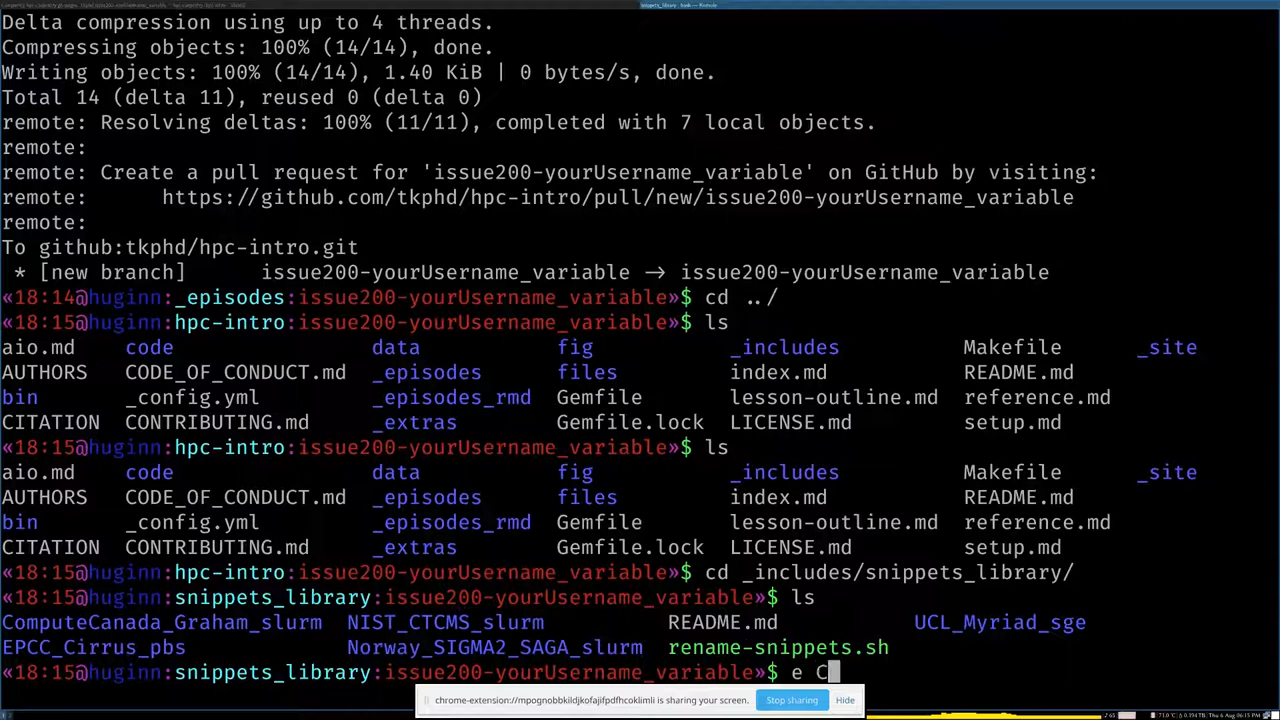 Delta compression using up to 4 threads.
Compressing objects: 100% (14/14), done.
Writing objects: 100% (14/14), 1.40 KiB | 0 bytes/s, done.
Total 14 (delta 11), reused 0 (delta 0)
remote: Resolving deltas: 100% (11/11), completed with 7 local objects.
remote:
remote: Create a pull request for 'issue200-yourUsername_variable' on GitHub by visiting:
remote:      https://github.com/tkphd/hpc-intro/pull/new/issue200-yourUsername_variable
remote:
To github:tkphd/hpc-intro.git
 * [new branch]      issue200-yourUsername_variable -> issue200-yourUsername_variable
«18:14@huginn:_episodes:issue200-yourUsername_variable»$ cd ../
«18:15@huginn:hpc-intro:issue200-yourUsername_variable»$ ls
aio.md    code    data    fig    _includes    Makefile    _site
AUTHORS    CODE_OF_CONDUCT.md    _episodes    files    index.md    README.md
bin    _config.yml    _episodes_rmd    Gemfile    lesson-outline.md    reference.md
CITATION    CONTRIBUTING.md    _extras    Gemfile.lock    LICENSE.md    setup.md
«18:15@huginn:hpc-intro:issue200-yourUsername_variable»$ ls
aio.md    code    data    fig    _includes    Makefile    _site
AUTHORS    CODE_OF_CONDUCT.md    _episodes    files    index.md    README.md
bin    _config.yml    _episodes_rmd    Gemfile    lesson-outline.md    reference.md
CITATION    CONTRIBUTING.md    _extras    Gemfile.lock    LICENSE.md    setup.md
«18:15@huginn:hpc-intro:issue200-yourUsername_variable»$ cd _includes/snippets_library/
«18:15@huginn:snippets_library:issue200-yourUsername_variable»$ ls
ComputeCanada_Graham_slurm    NIST_CTCMS_slurm    README.md    UCL_Myriad_sge
EPCC_Cirrus_pbs    Norway_SIGMA2_SAGA_slurm    rename-snippets.sh
«18:15@huginn:snippets_library:issue200-yourUsername_variable»$ e C
chrome-extension://mpognobbkildjkofajifpdfhcoklimli is sharing your screen. Stop sharing Hide
Thu 6 Aug 06:15 PM